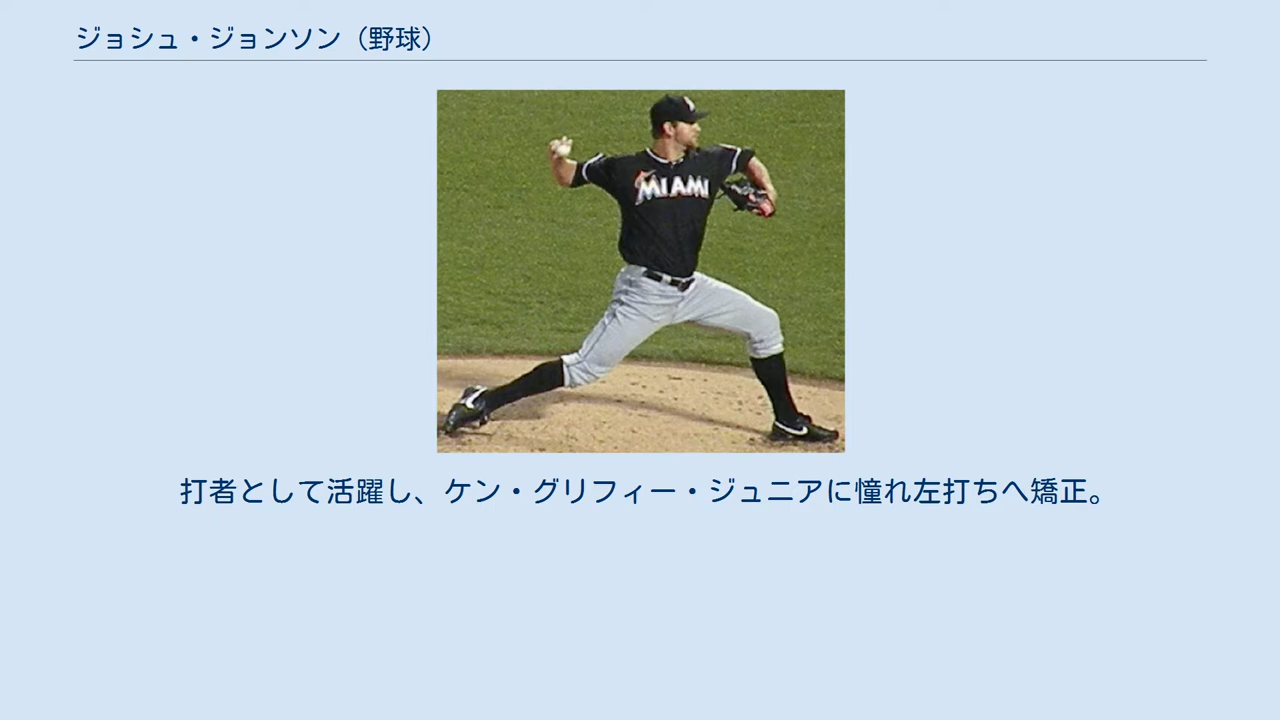 ジョシュ・ジョンソン（野球）
MIAMI
打者として活躍し、ケン・グリフィー・ジュニアに憧れ左打ちへ矯正。